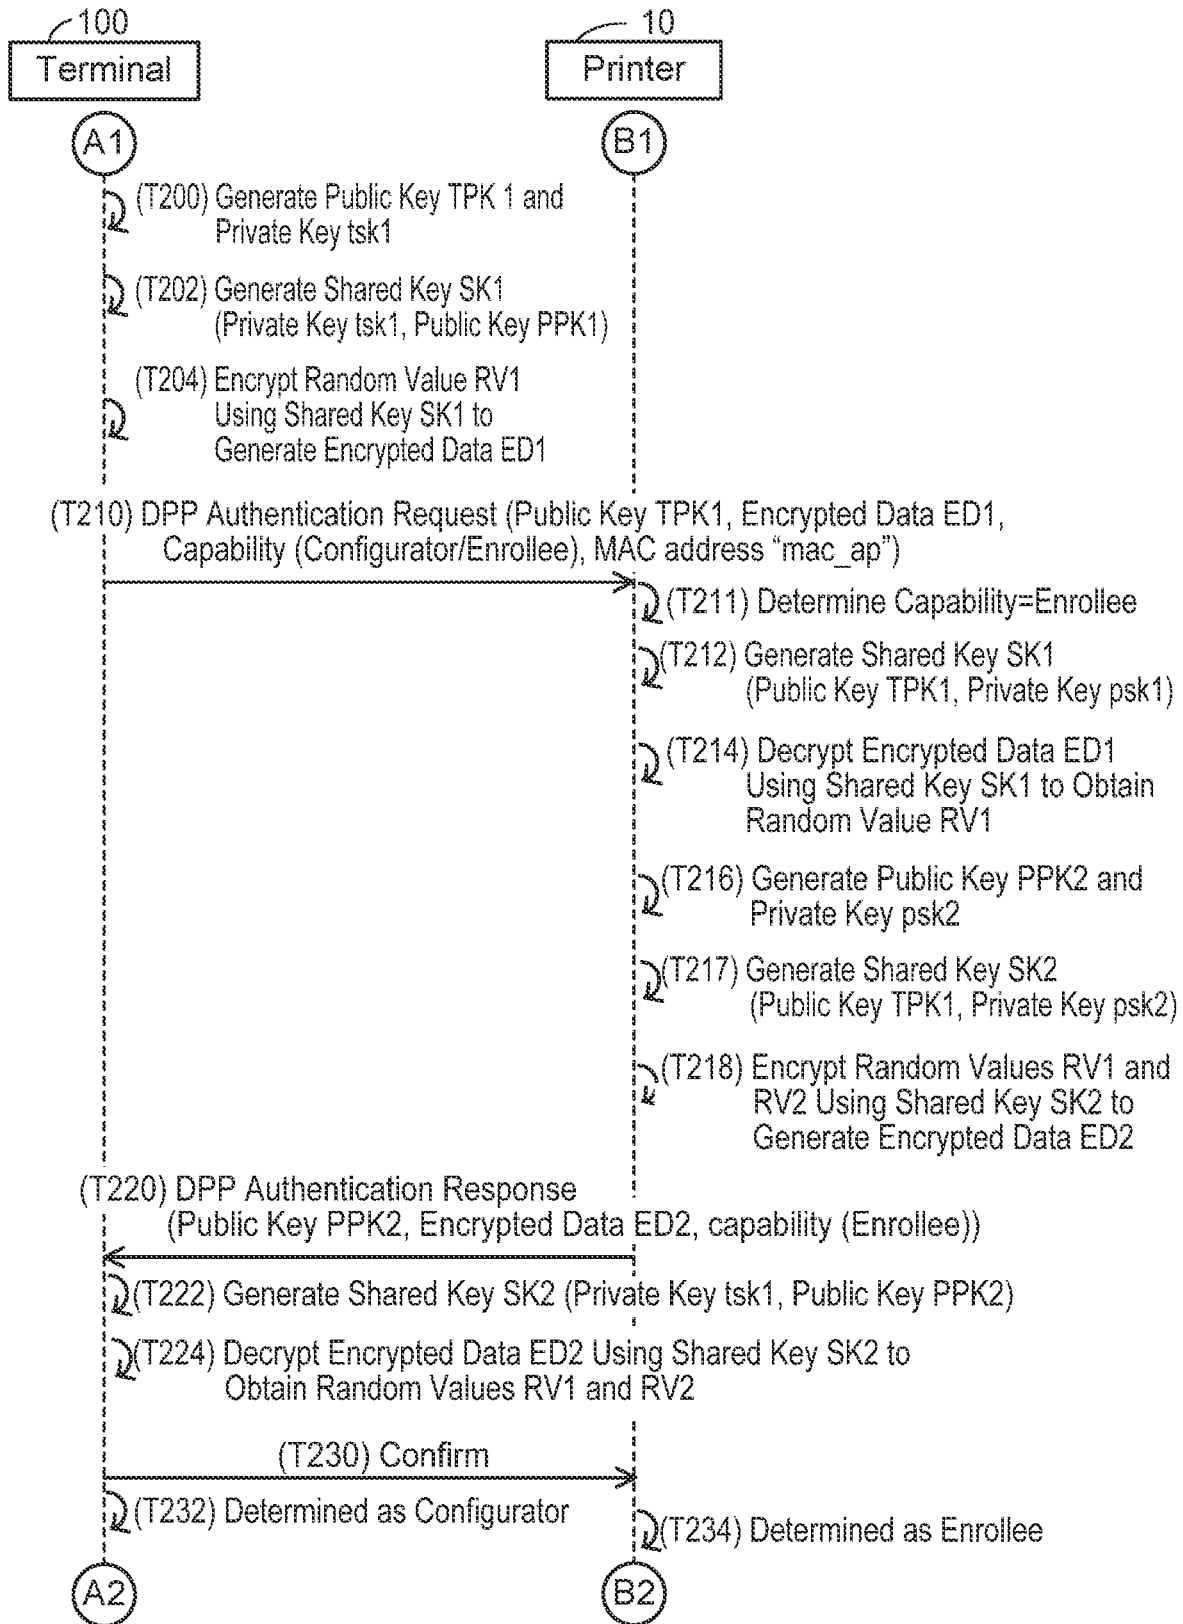 100
10
Terminal
Printer
A1
B1
(T200) Generate Public Key TPK 1 and
Private Key tsk1
(T202) Generate Shared Key SK1
(Private Key tsk1, Public Key PPK1)
(T204) Encrypt Random Value RV1
Using Shared Key SK1 to
Generate Encrypted Data ED1
(T210) DPP Authentication Request (Public Key TPK1, Encrypted Data ED1,
Capability (Configurator/Enrollee), MAC address “mac_ap”)
(T211) Determine Capability=Enrollee
(T212) Generate Shared Key SK1
(Public Key TPK1, Private Key psk1)
(T214) Decrypt Encrypted Data ED1
Using Shared Key SK1 to Obtain
Random Value RV1
(T216) Generate Public Key PPK2 and
Private Key psk2
(T217) Generate Shared Key SK2
(Public Key TPK1, Private Key psk2)
(T218) Encrypt Random Values RV1 and
RV2 Using Shared Key SK2 to
Generate Encrypted Data ED2
(T220) DPP Authentication Response
(Public Key PPK2, Encrypted Data ED2, capability (Enrollee))
(T222) Generate Shared Key SK2 (Private Key tsk1, Public Key PPK2)
(T224) Decrypt Encrypted Data ED2 Using Shared Key SK2 to
Obtain Random Values RV1 and RV2
(T230) Confirm
(T232) Determined as Configurator
(T234) Determined as Enrollee
A2
B2